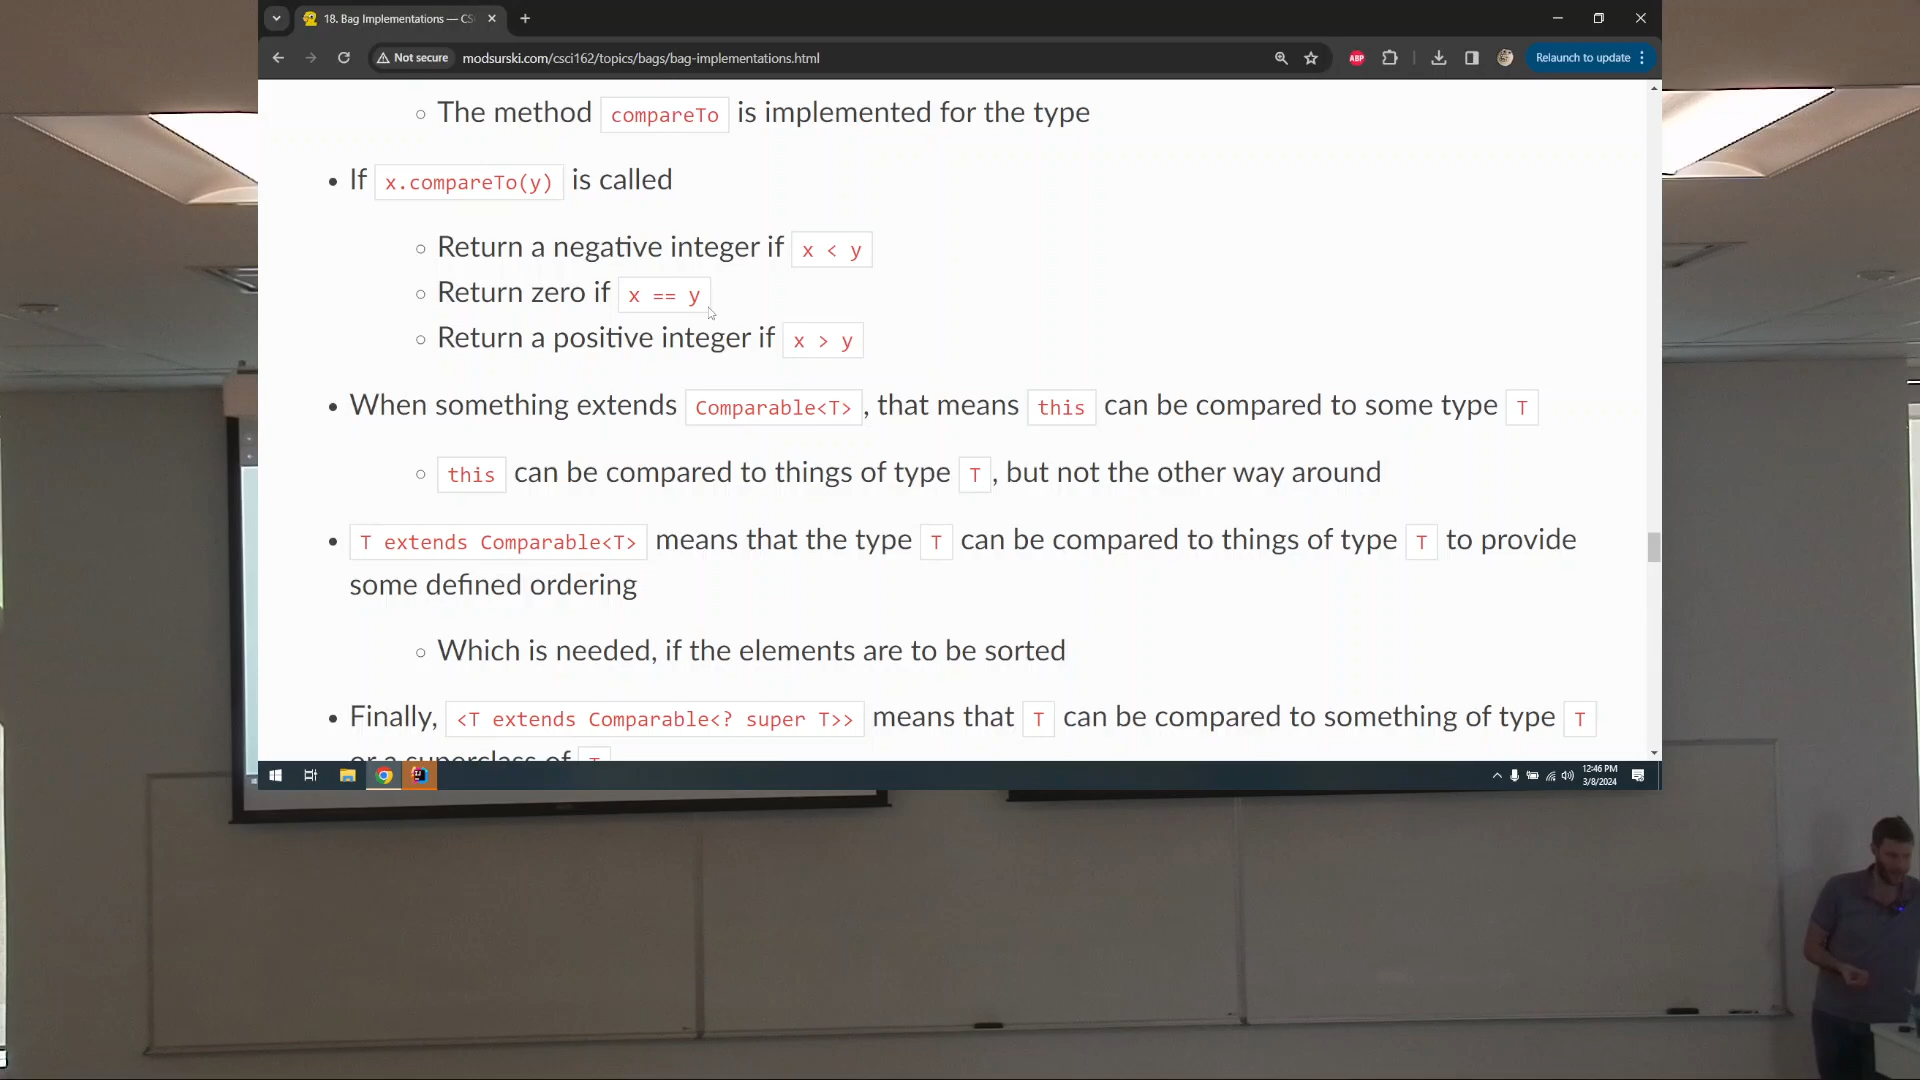 18. Bag Implementations — CS
Not secure modsurski.com/csci162/topics/bags/bag-implementations.html
ABP
Relaunch to update
The method compareTo is implemented for the type
If x.compareTo(y) is called
Return a negative integer if x < y
Return zero if x == y
Return a positive integer if x > y
When something extends Comparable<T>, that means this can be compared to some type T
this can be compared to things of type T, but not the other way around
T extends Comparable<T> means that the type T can be compared to things of type T to provide
some defined ordering
Which is needed, if the elements are to be sorted
Finally, <T extends Comparable<? super T>> means that T can be compared to something of type T
or a superclass of T
12:46 PM
3/8/2024